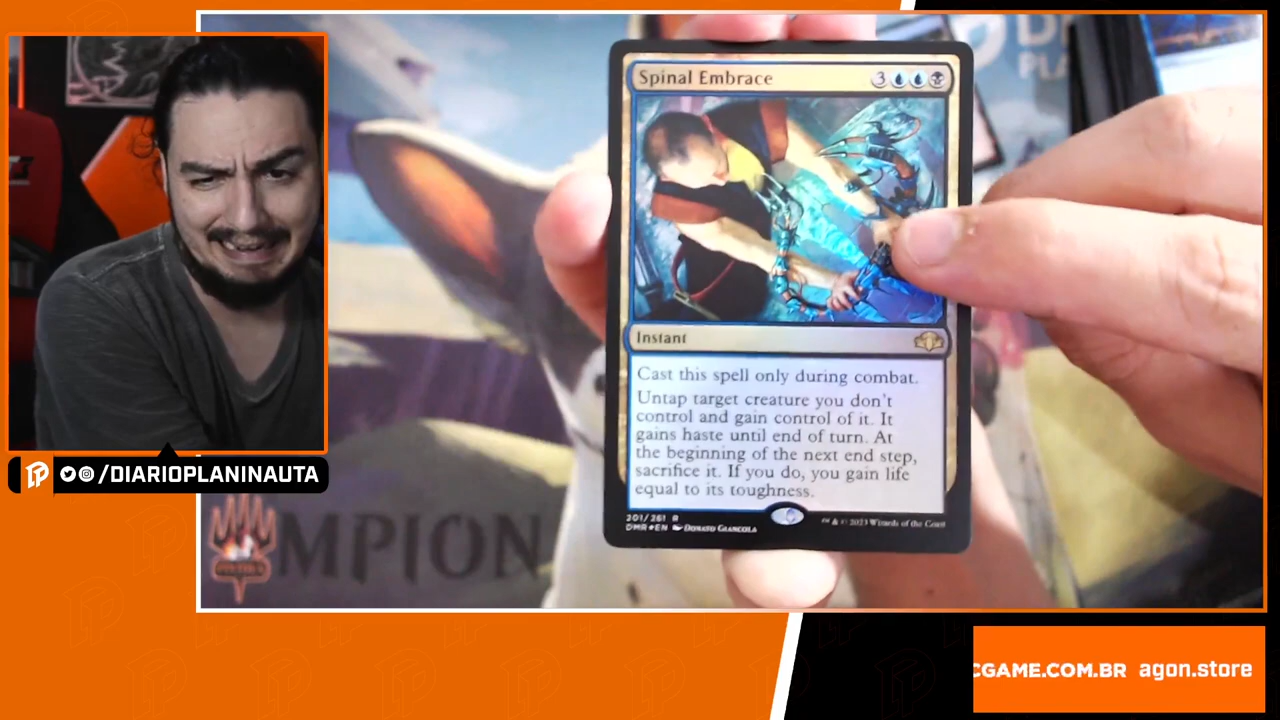 Spinal Embrace
3
Instant
Cast this spell only during combat.
Untap target creature you don't
control and gain control of it. It
gains haste until end of turn. At
the beginning of the next end step,
sacrifice it. If you do, you gain life
equal to its toughness.
201/261 R
DMR★EN Donato Giancola
™ & © 2023 Wizards of the Coast
/DIARIOPLANINAUTA
MPION
CGAME.COM.BR agon.store